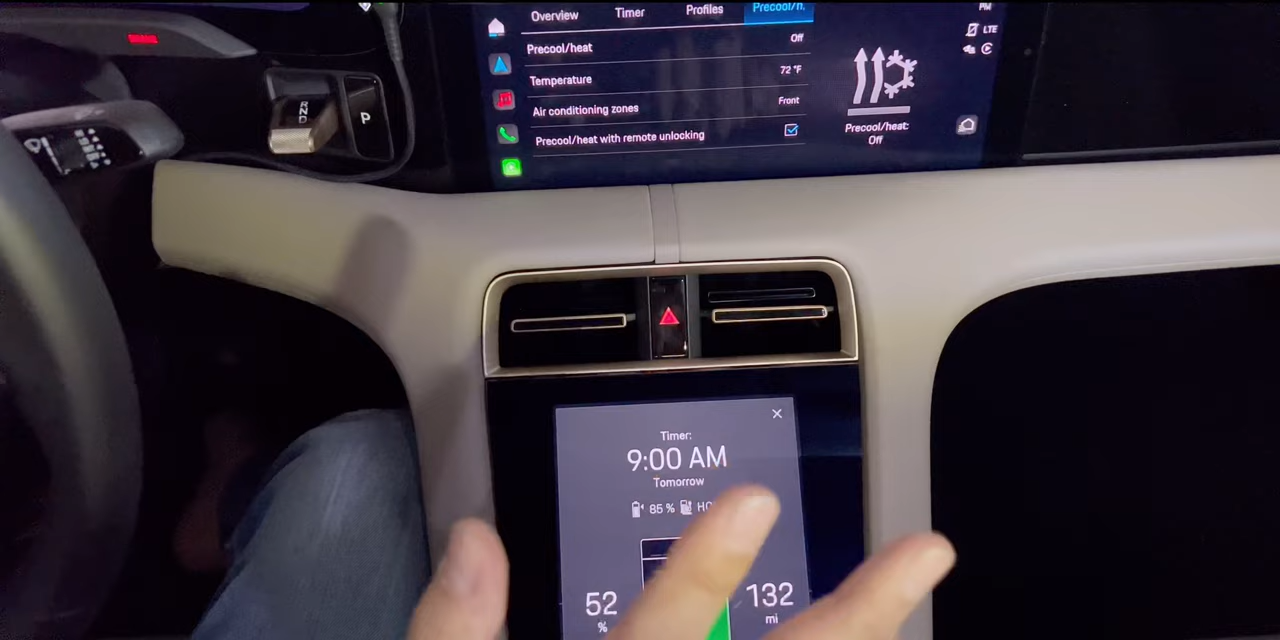 Overview Timer Profiles Precool/h.
PM
Precool/heat Off
LTE
Temperature 72 °F
Air conditioning zones Front
Precool/heat with remote unlocking
Precool/heat:
Off
R
N
D
P
Timer:
9:00 AM
Tomorrow
85 %
52
%
132
mi